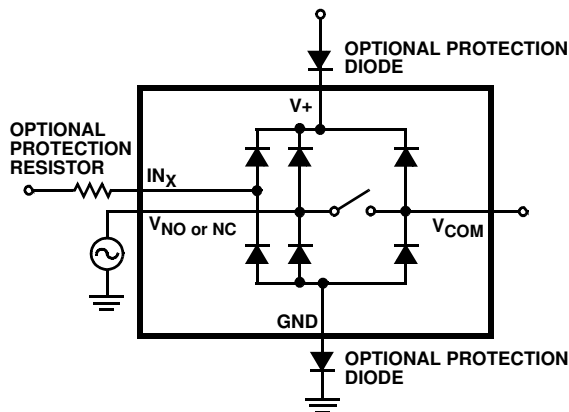 OPTIONAL PROTECTION
DIODE
V+
OPTIONAL
PROTECTION
RESISTOR
INX
VNO or NC
VCOM
GND
OPTIONAL PROTECTION
DIODE